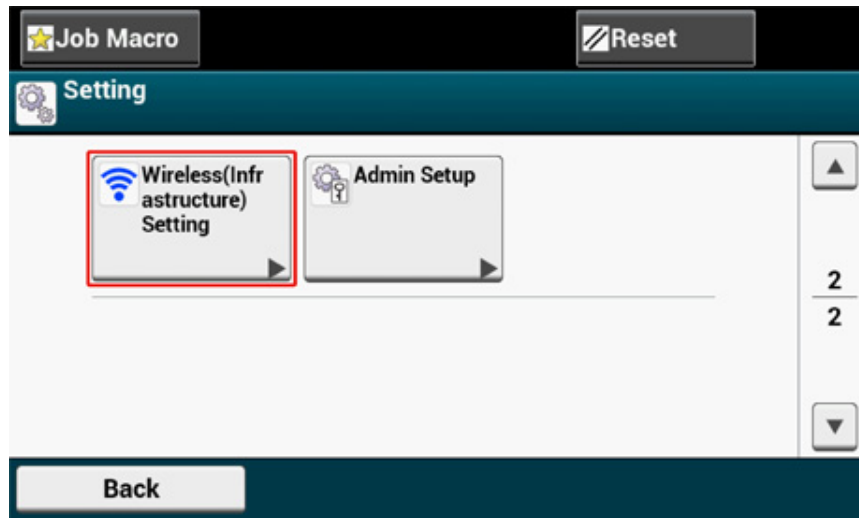 Job Macro
Reset
Setting
Wireless(Infr
astructure)
Setting
Admin Setup
2
2
Back